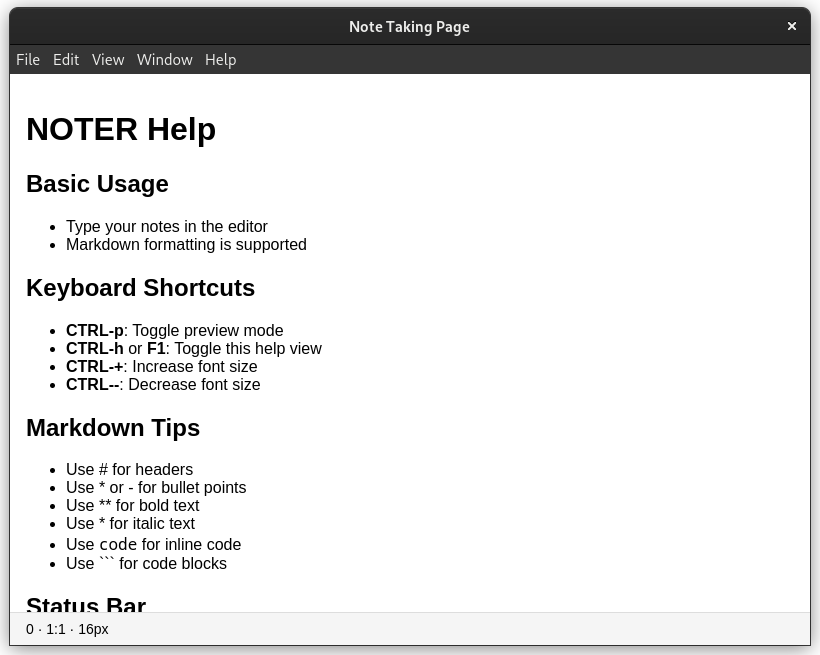 Note Taking Page ×
File Edit View Window Help
NOTER Help
Basic Usage
• Type your notes in the editor
• Markdown formatting is supported
Keyboard Shortcuts
• CTRL-p: Toggle preview mode
• CTRL-h or F1: Toggle this help view
• CTRL-+: Increase font size
• CTRL--: Decrease font size
Markdown Tips
• Use # for headers
• Use * or - for bullet points
• Use ** for bold text
• Use * for italic text
• Use code for inline code
• Use ``` for code blocks
Status Bar
0 · 1:1 · 16px